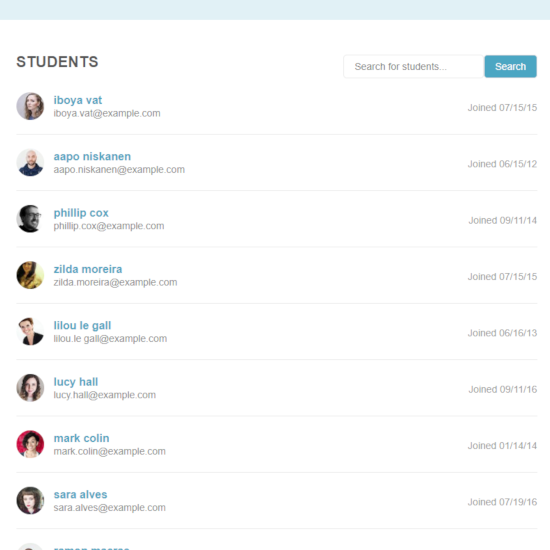 STUDENTS
Search for students...
Search
iboya vat
iboya.vat@example.com
Joined 07/15/15
aapo niskanen
aapo.niskanen@example.com
Joined 06/15/12
phillip cox
phillip.cox@example.com
Joined 09/11/14
zilda moreira
zilda.moreira@example.com
Joined 07/15/15
lilou le gall
lilou.le gall@example.com
Joined 06/16/13
lucy hall
lucy.hall@example.com
Joined 09/11/16
mark colin
mark.colin@example.com
Joined 01/14/14
sara alves
sara.alves@example.com
Joined 07/19/16